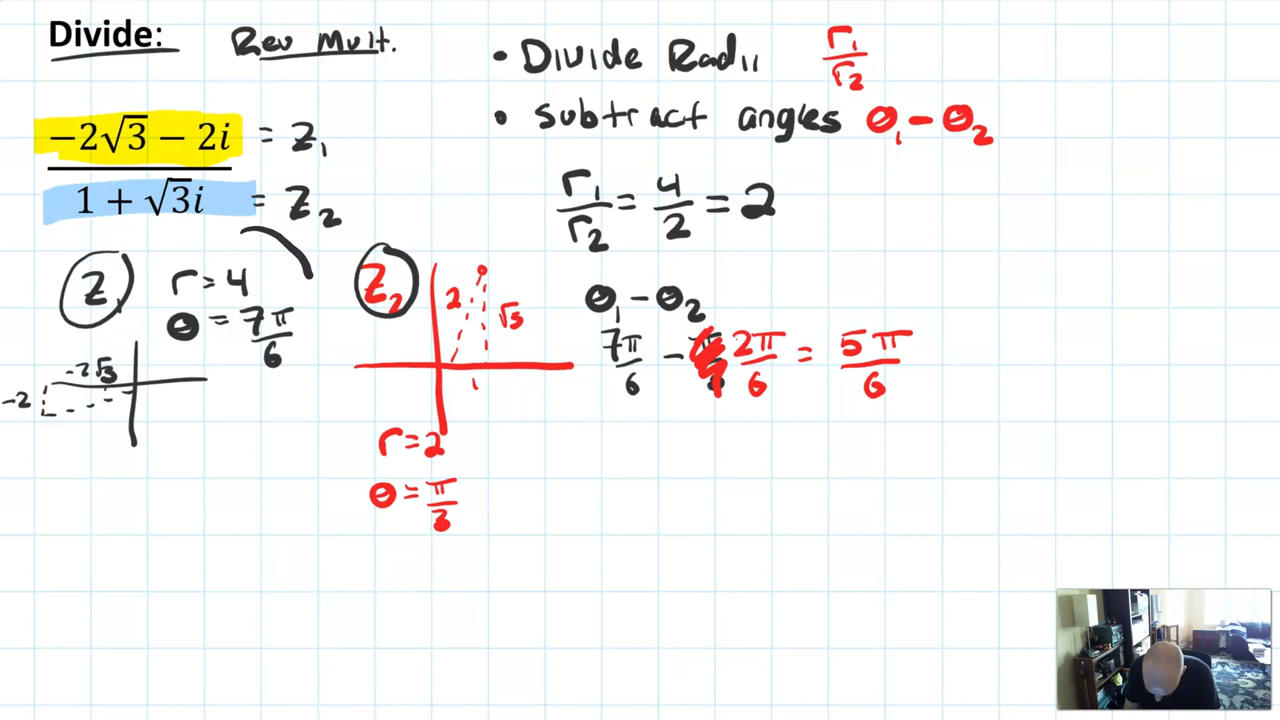 Divide: Rev Mult.
• Divide Radii r₁/r₂
• Subtract angles θ₁ − θ₂
−2√3 − 2i = z₁
1 + √3i = z₂
r₁/r₂ = 4/2 = 2
z₁ r = 4
θ = 7π/6
−2√3
−2
z₂
2 √3
1
r = 2
θ = π/3
θ₁ − θ₂
7π/6 − 2π/6 = 5π/6